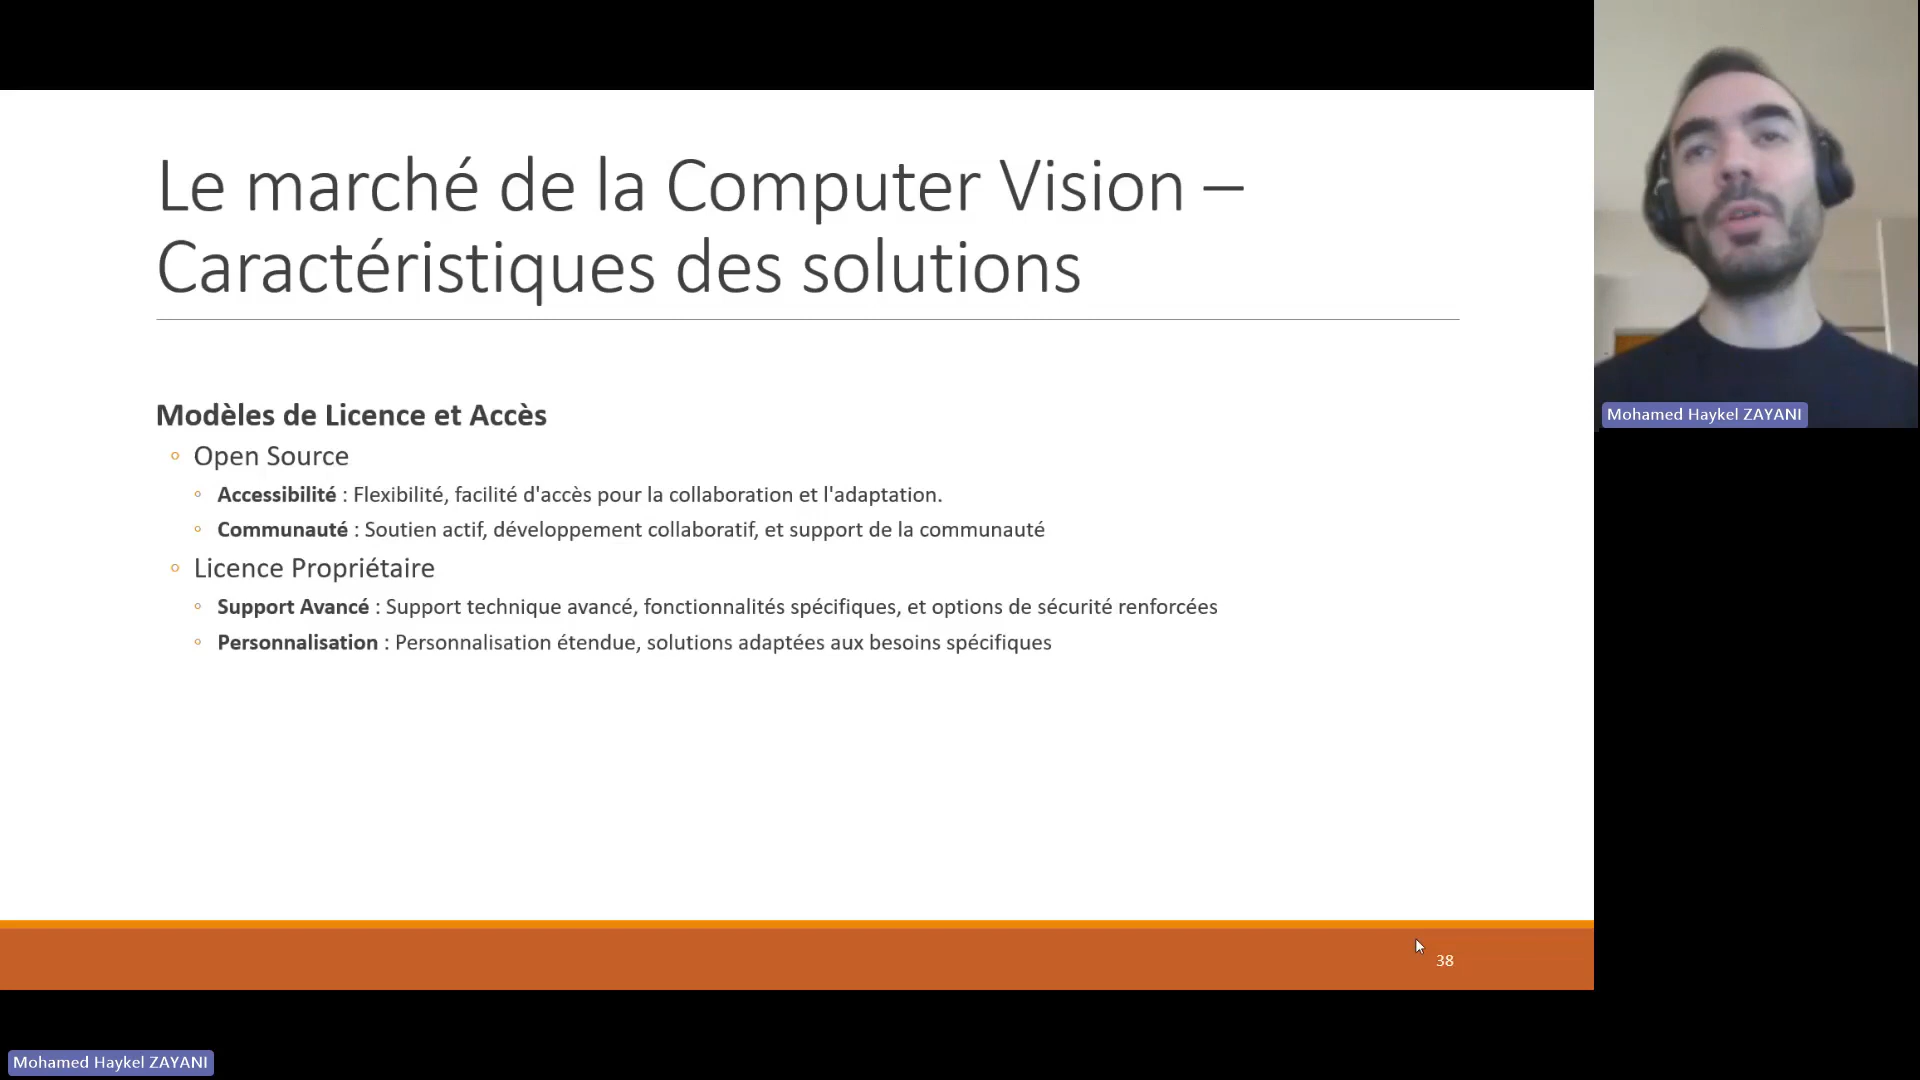 Le marché de la Computer Vision –
Caractéristiques des solutions
Modèles de Licence et Accès
Open Source
Accessibilité : Flexibilité, facilité d'accès pour la collaboration et l'adaptation.
Communauté : Soutien actif, développement collaboratif, et support de la communauté
Licence Propriétaire
Support Avancé : Support technique avancé, fonctionnalités spécifiques, et options de sécurité renforcées
Personnalisation : Personnalisation étendue, solutions adaptées aux besoins spécifiques
38
Mohamed Haykel ZAYANI
Mohamed Haykel ZAYANI